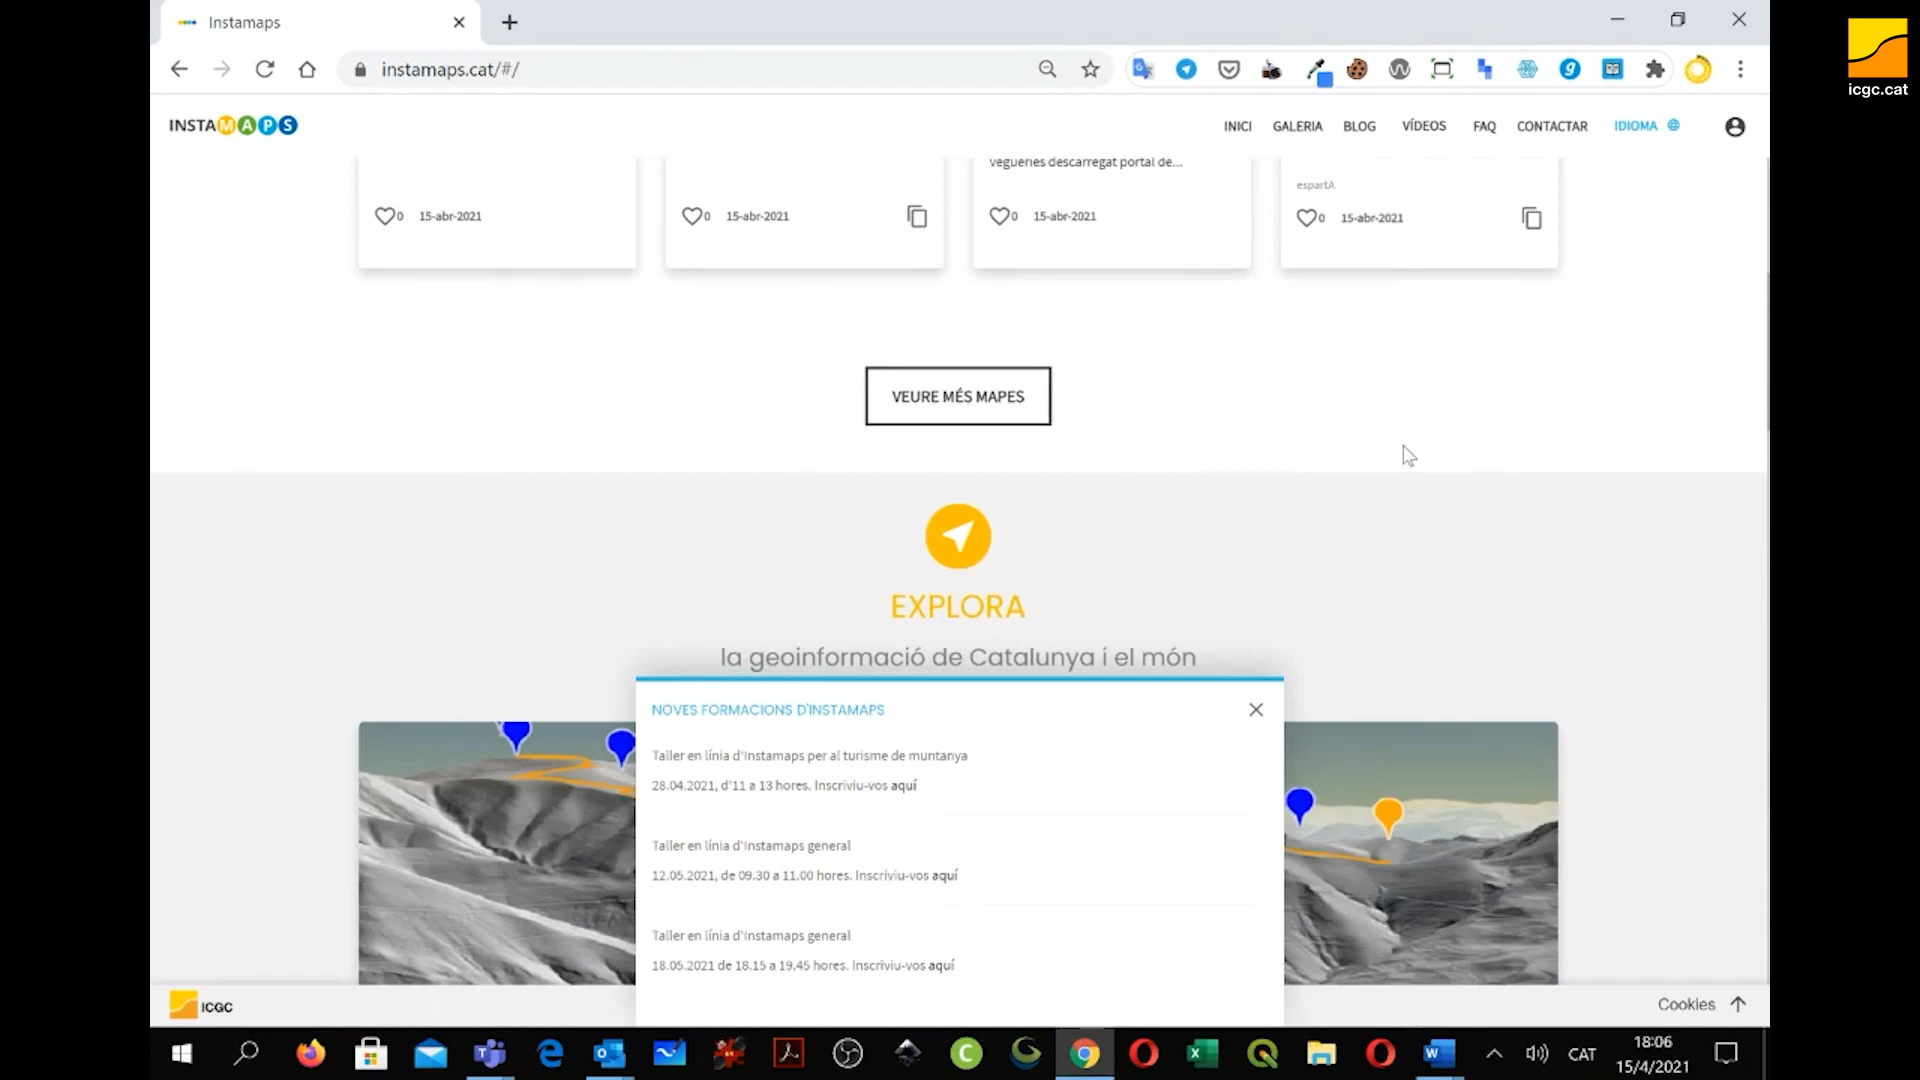 Instamaps
instamaps.cat/#/
icgc.cat
INSTAMAPS
INICI GALERIA BLOG VÍDEOS FAQ CONTACTAR IDIOMA
vegueries descarregat portal de...
espartA
0 15-abr-2021 0 15-abr-2021 0 15-abr-2021 0 15-abr-2021
VEURE MÉS MAPES
EXPLORA
la geoinformació de Catalunya i el món
NOVES FORMACIONS D'INSTAMAPS
Taller en línia d'Instamaps per al turisme de muntanya
28.04.2021, d'11 a 13 hores. Inscriviu-vos aquí
Taller en línia d'Instamaps general
12.05.2021, de 09.30 a 11.00 hores. Inscriviu-vos aquí
Taller en línia d'Instamaps general
18.05.2021 de 18.15 a 19.45 hores. Inscriviu-vos aquí
ICGC
Cookies
CAT
18:06
15/4/2021